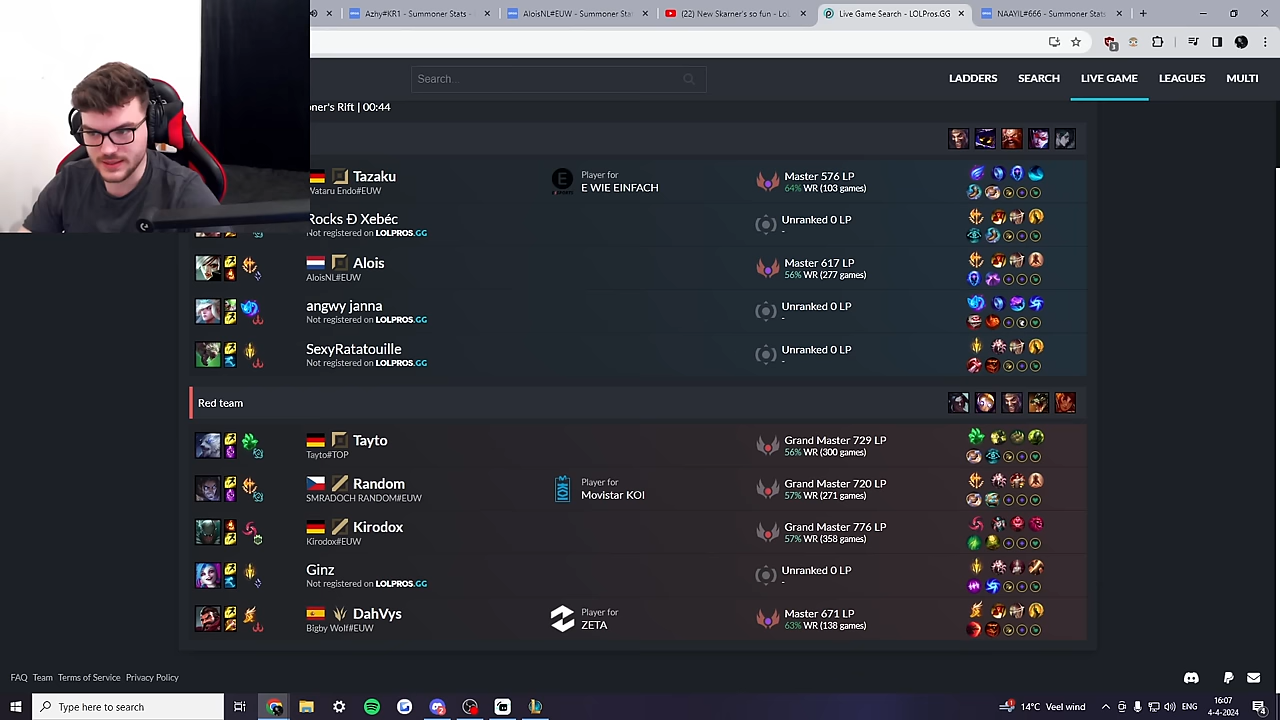 Azhy#KR1 - Summoner Stats -
AloisNL#EUW - Summoner Stat
(22) New Skarner's so fun - Lo
Live Game Search - LOLPros.GG
NAAYIL#666 - Summoner Stats
Search...
LADDERS
SEARCH
LIVE GAME
LEAGUES
MULTI
oner's Rift | 00:44
Tazaku
Wataru Endo#EUW
Player for
E WIE EINFACH
Master 576 LP
64% WR (103 games)
Rocks Ð Xebéc
Not registered on LOLPROS.GG
Unranked 0 LP
-
Alois
AloisNL#EUW
Master 617 LP
56% WR (277 games)
angwy janna
Not registered on LOLPROS.GG
Unranked 0 LP
-
SexyRatatouille
Not registered on LOLPROS.GG
Unranked 0 LP
-
Red team
Tayto
Tayto#TOP
Grand Master 729 LP
56% WR (300 games)
Random
SMRADOCH RANDOM#EUW
KOI
Player for
Movistar KOI
Grand Master 720 LP
57% WR (271 games)
Kirodox
Kirodox#EUW
Grand Master 776 LP
57% WR (358 games)
Ginz
Not registered on LOLPROS.GG
Unranked 0 LP
-
DahVys
Bigby Wolf#EUW
Player for
ZETA
Master 671 LP
63% WR (138 games)
FAQ Team Terms of Service Privacy Policy
Type here to search
14°C Veel wind
16:07
4-4-2024